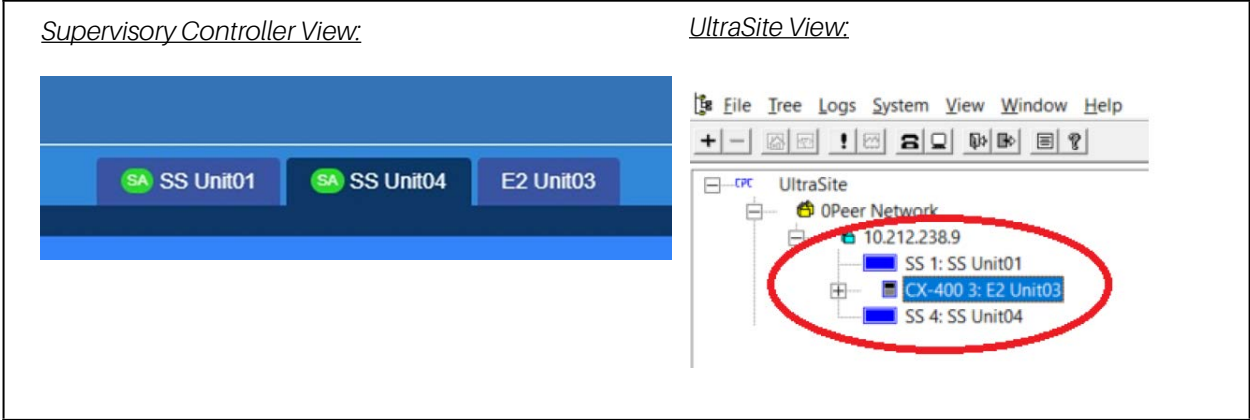 Supervisory Controller View:
SA SS Unit01 SA SS Unit04 E2 Unit03
UltraSite View:
File Tree Logs System View Window Help
CPC UltraSite
0Peer Network
10.212.238.9
SS 1: SS Unit01
CX-400 3: E2 Unit03
SS 4: SS Unit04